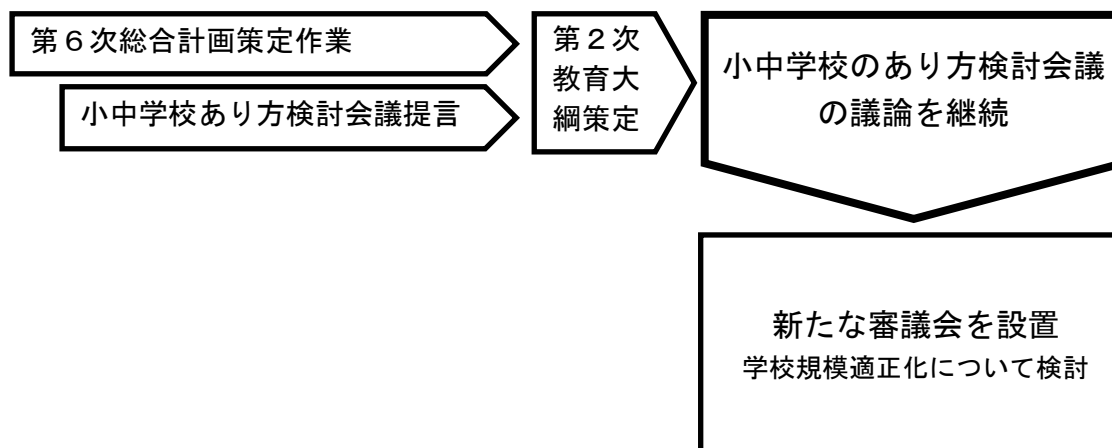 第６次総合計画策定作業
小中学校あり方検討会議提言
第２次
教育大
綱策定
小中学校のあり方検討会議
の議論を継続
新たな審議会を設置
学校規模適正化について検討